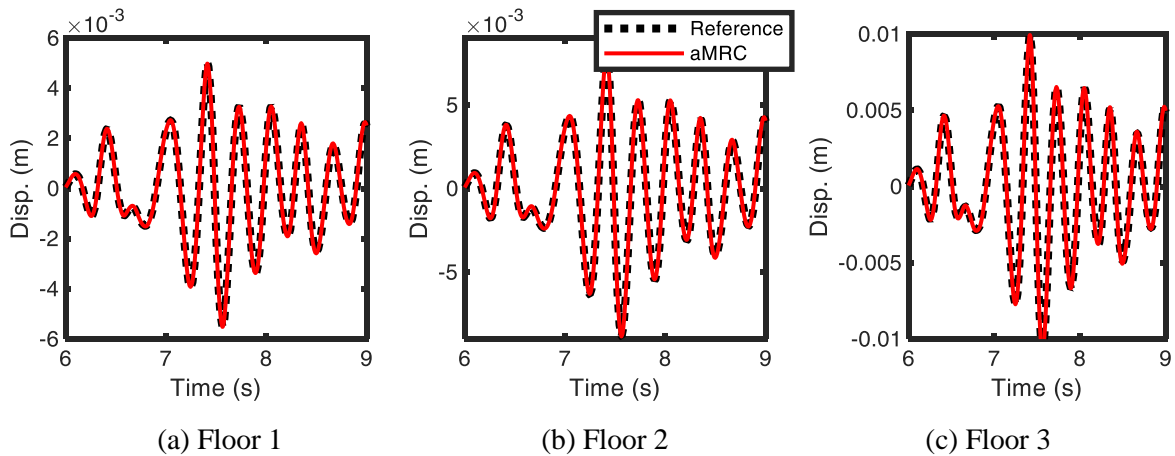 ×10⁻³
6
4
2
0
-2
-4
-6
Disp. (m)
6 7 8 9
Time (s)
(a) Floor 1
×10⁻³
5
0
-5
Disp. (m)
6 7 8 9
Time (s)
(b) Floor 2
Reference
aMRC
0.01
0.005
0
-0.005
-0.01
Disp. (m)
6 7 8 9
Time (s)
(c) Floor 3